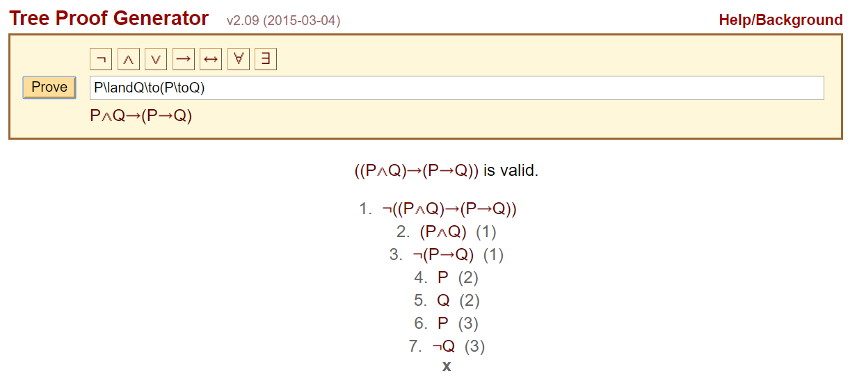 Tree Proof Generator v2.09 (2015-03-04) Help/Background
¬ ∧ ∨ → ↔ ∀ ∃
Prove P\landQ\to(P\toQ)
P∧Q→(P→Q)
((P∧Q)→(P→Q)) is valid.
1. ¬((P∧Q)→(P→Q))
2. (P∧Q) (1)
3. ¬(P→Q) (1)
4. P (2)
5. Q (2)
6. P (3)
7. ¬Q (3)
x